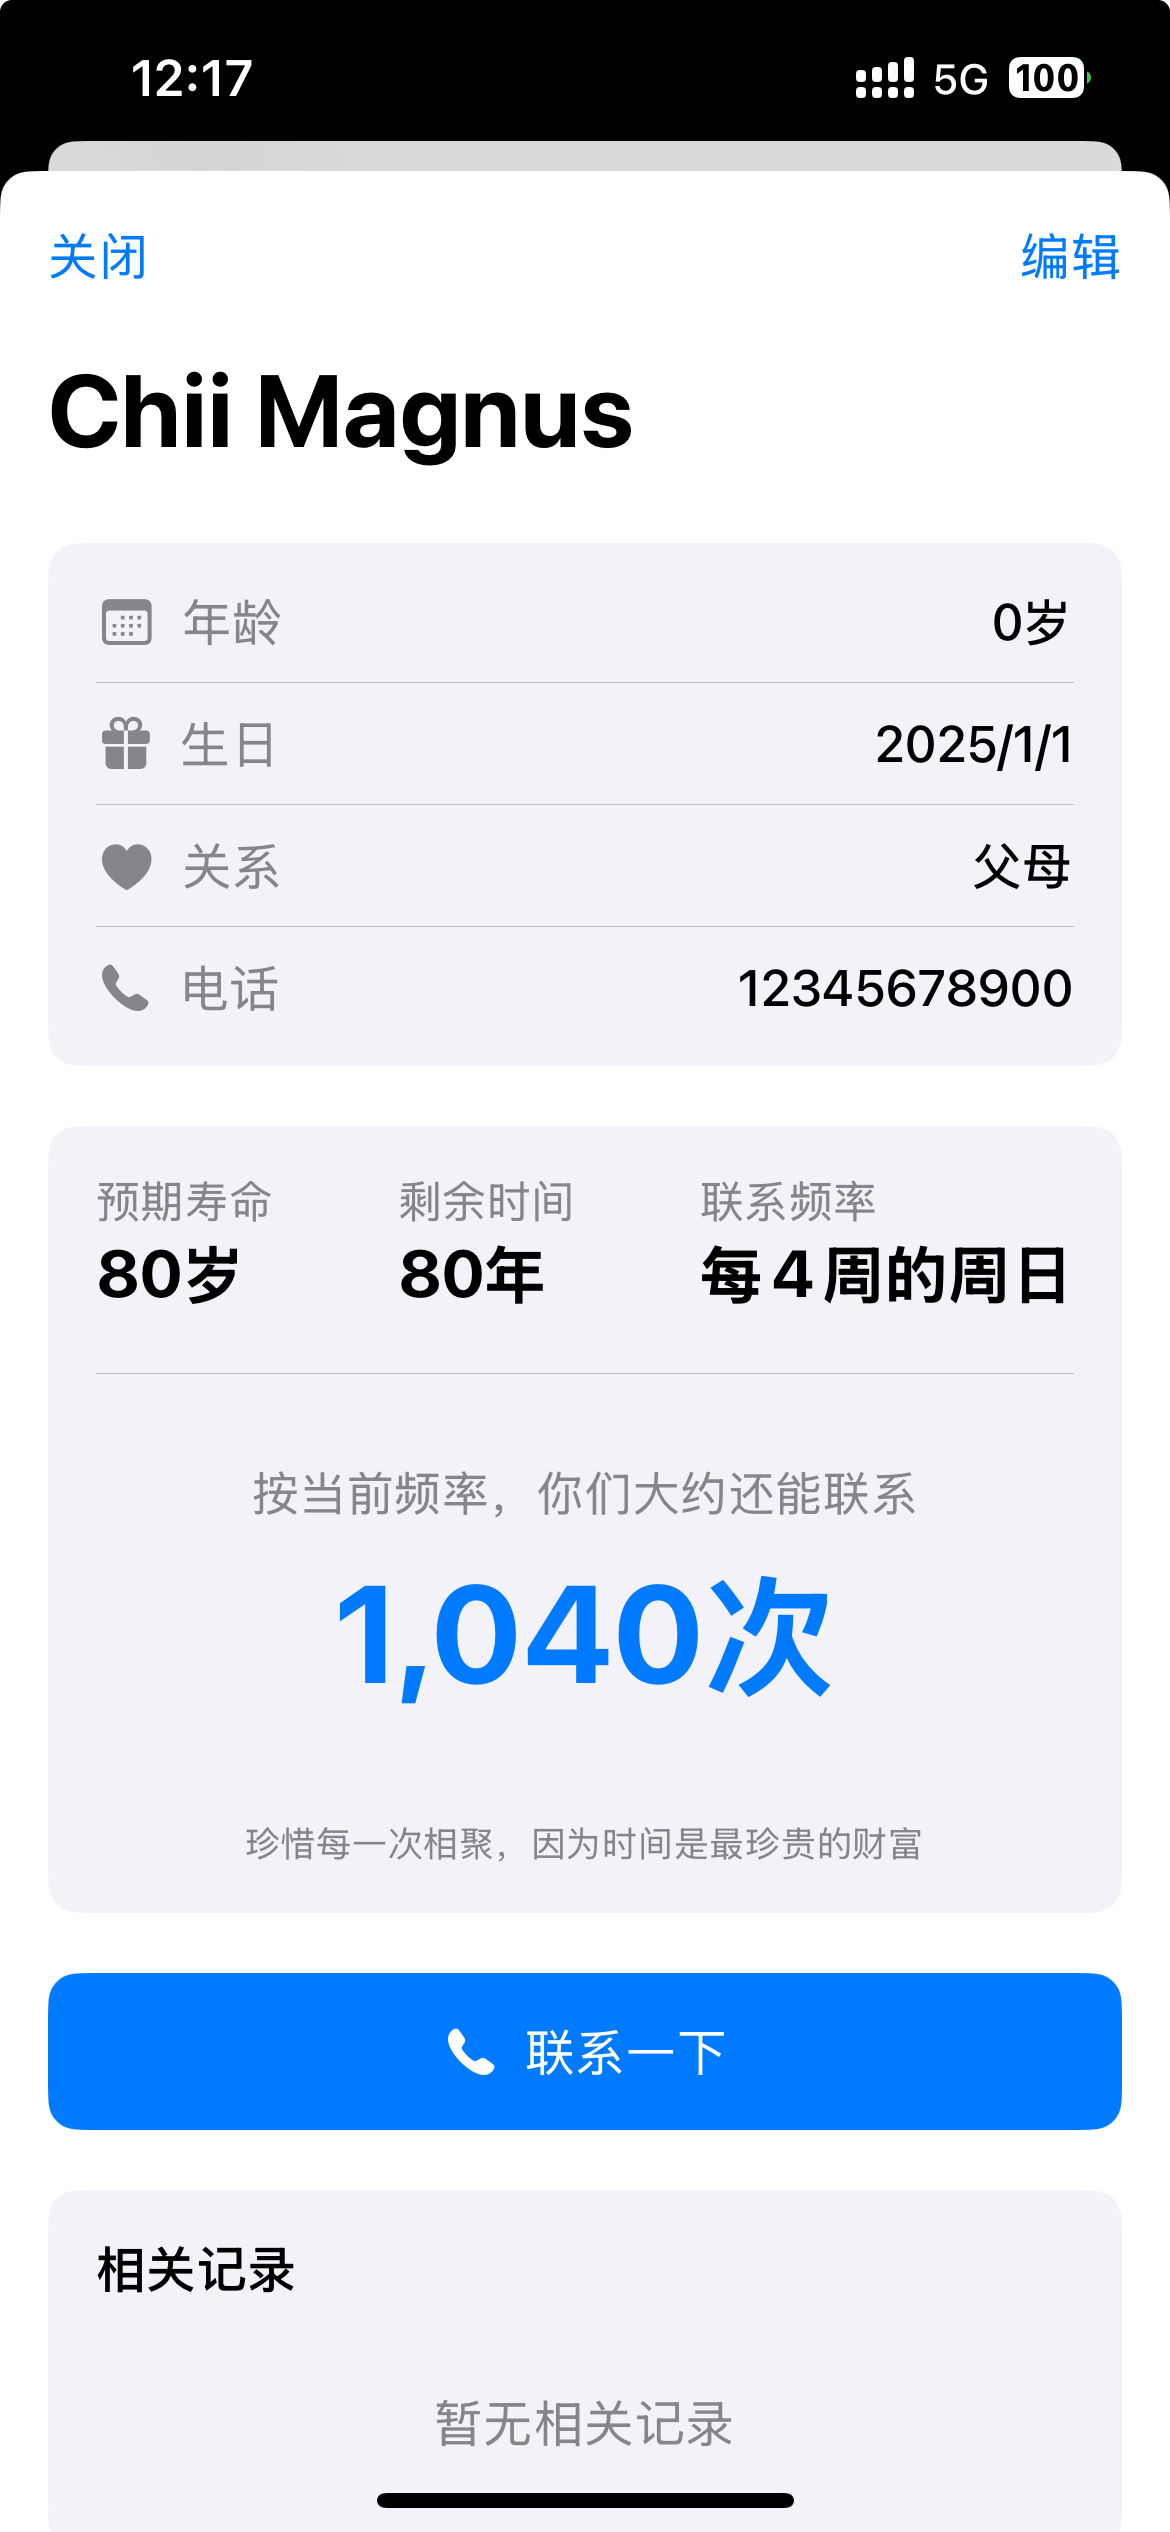 12:17 5G 100
关闭 编辑
Chii Magnus
年龄 0岁
生日 2025/1/1
关系 父母
电话 12345678900
预期寿命 剩余时间 联系频率
80岁 80年 每 4 周的周日
按当前频率，你们大约还能联系
1,040次
珍惜每一次相聚，因为时间是最珍贵的财富
联系一下
相关记录
暂无相关记录